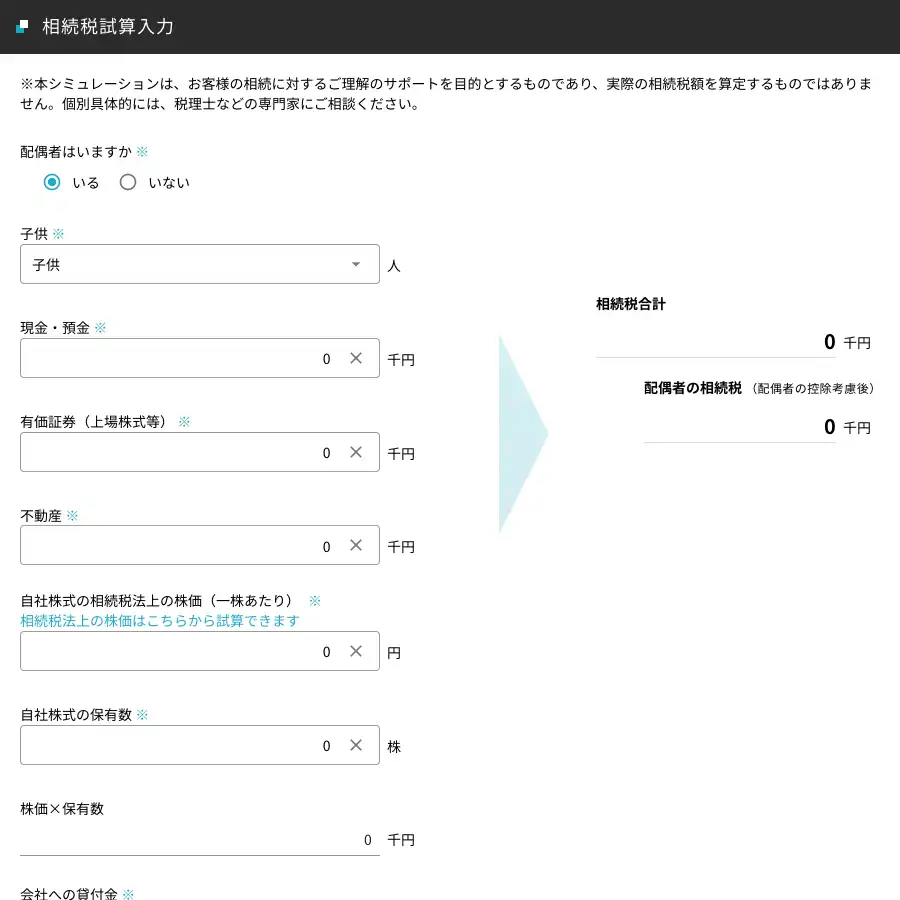 相続税試算入力
※本シミュレーションは、お客様の相続に対するご理解のサポートを目的とするものであり、実際の相続税額を算定するものではありま
せん。個別具体的には、税理士などの専門家にご相談ください。
配偶者はいますか ※
いる いない
子供 ※
子供 人
現金・預金 ※
0 千円
有価証券（上場株式等） ※
0 千円
不動産 ※
0 千円
自社株式の相続税法上の株価（一株あたり） ※
相続税法上の株価はこちらから試算できます
0 円
自社株式の保有数 ※
0 株
株価×保有数
0 千円
会社への貸付金 ※
相続税合計
0 千円
配偶者の相続税 （配偶者の控除考慮後）
0 千円